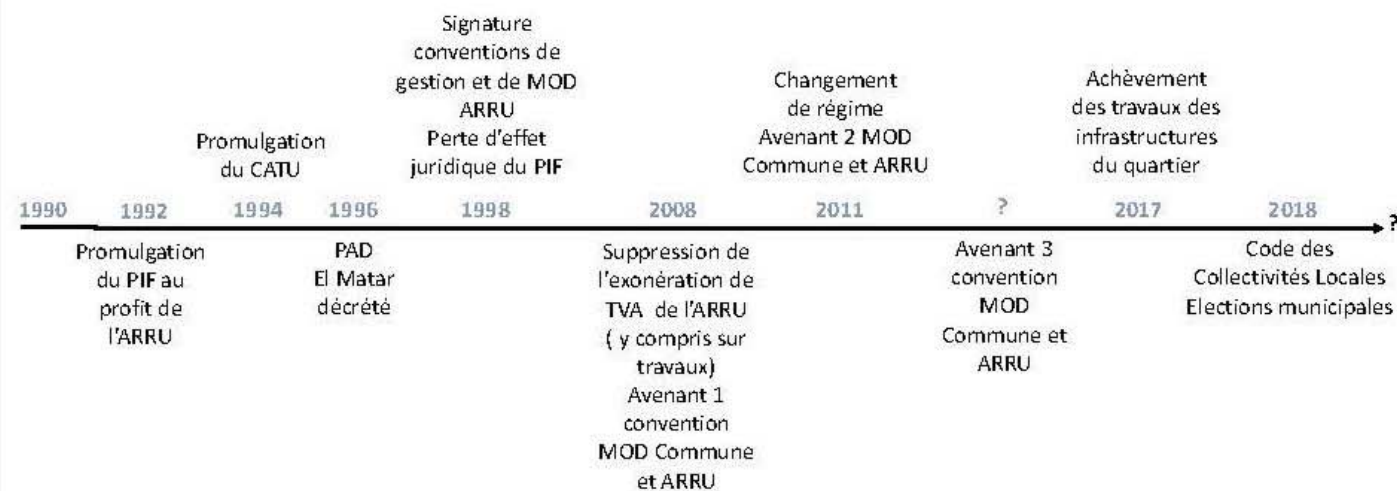 Signature
conventions de
gestion et de MOD
ARRU
Perte d'effet
juridique du PIF
Promulgation
du CATU
Changement
de régime
Avenant 2 MOD
Commune et ARRU
Achèvement
des travaux des
infrastructures
du quartier
1990 1992 1994 1996 1998 2008 2011 ? 2017 2018
?
Promulgation
du PIF au
profit de
l'ARRU
PAD
El Matar
décrété
Suppression de
l'exonération de
TVA de l'ARRU
( y compris sur
travaux)
Avenant 1
convention
MOD Commune
et ARRU
Avenant 3
convention
MOD
Commune et
ARRU
Code des
Collectivités Locales
Elections municipales